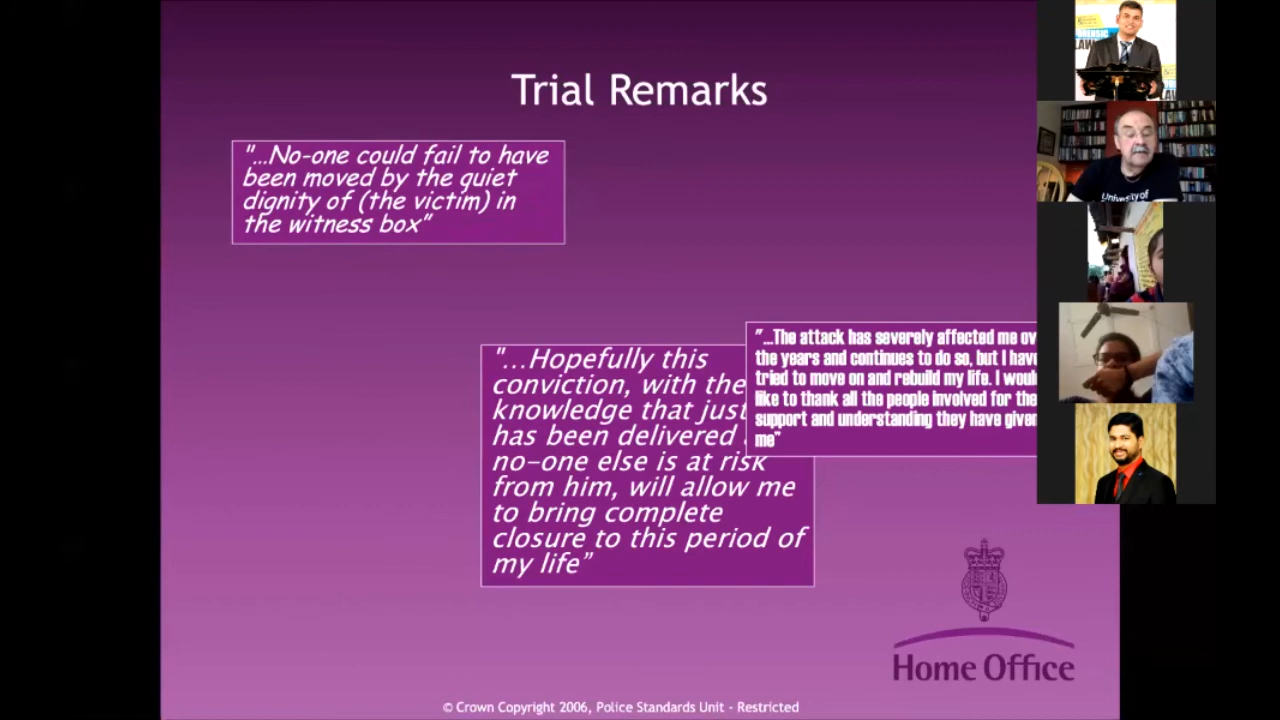 Trial Remarks
"…No-one could fail to have
been moved by the quiet
dignity of (the victim) in
the witness box"
"…The attack has severely affected me
the years and continues to do so, but I
tried to move on and rebuild my life. I
like to thank all the people involved for the
support and understanding they have given
me"
"…Hopefully this
conviction, with the
knowledge that
has been delivered
no-one else is at risk
from him, will allow me
to bring complete
closure to this period of
my life"
Home Office
© Crown Copyright 2006, Police Standards Unit - Restricted
LAW
University of